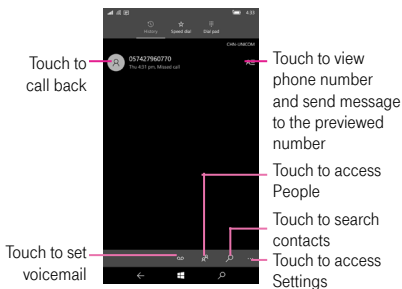 4:33
History
Speed dial
Dial pad
CHN-UNICOM
057427960770
Thu 4:31 pm, Missed call
Touch to
call back
Touch to view
phone number
and send message
to the previewed
number
Touch to access
People
Touch to search
contacts
Touch to set
voicemail
Touch to access
Settings